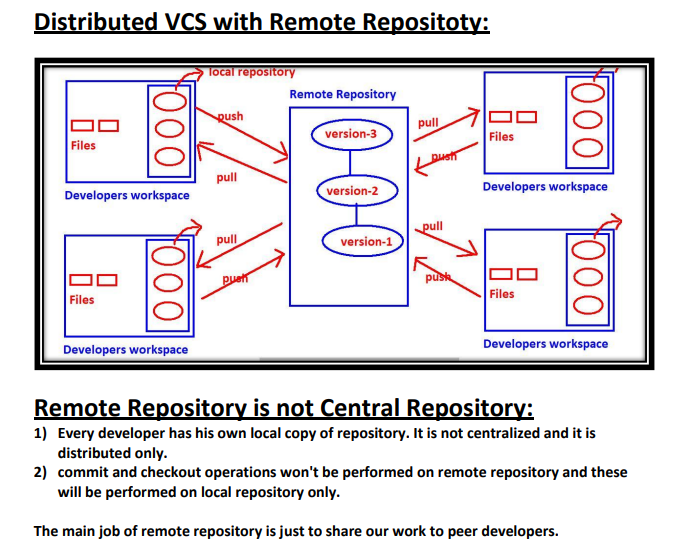 Distributed VCS with Remote Repositoty:
local repository
Remote Repository
push
pull
Files
Developers workspace
version-3
version-2
version-1
pull
push
Files
Developers workspace
pull
push
Files
Developers workspace
pull
push
Files
Developers workspace
Remote Repository is not Central Repository:
1) Every developer has his own local copy of repository. It is not centralized and it is
distributed only.
2) commit and checkout operations won't be performed on remote repository and these
will be performed on local repository only.
The main job of remote repository is just to share our work to peer developers.